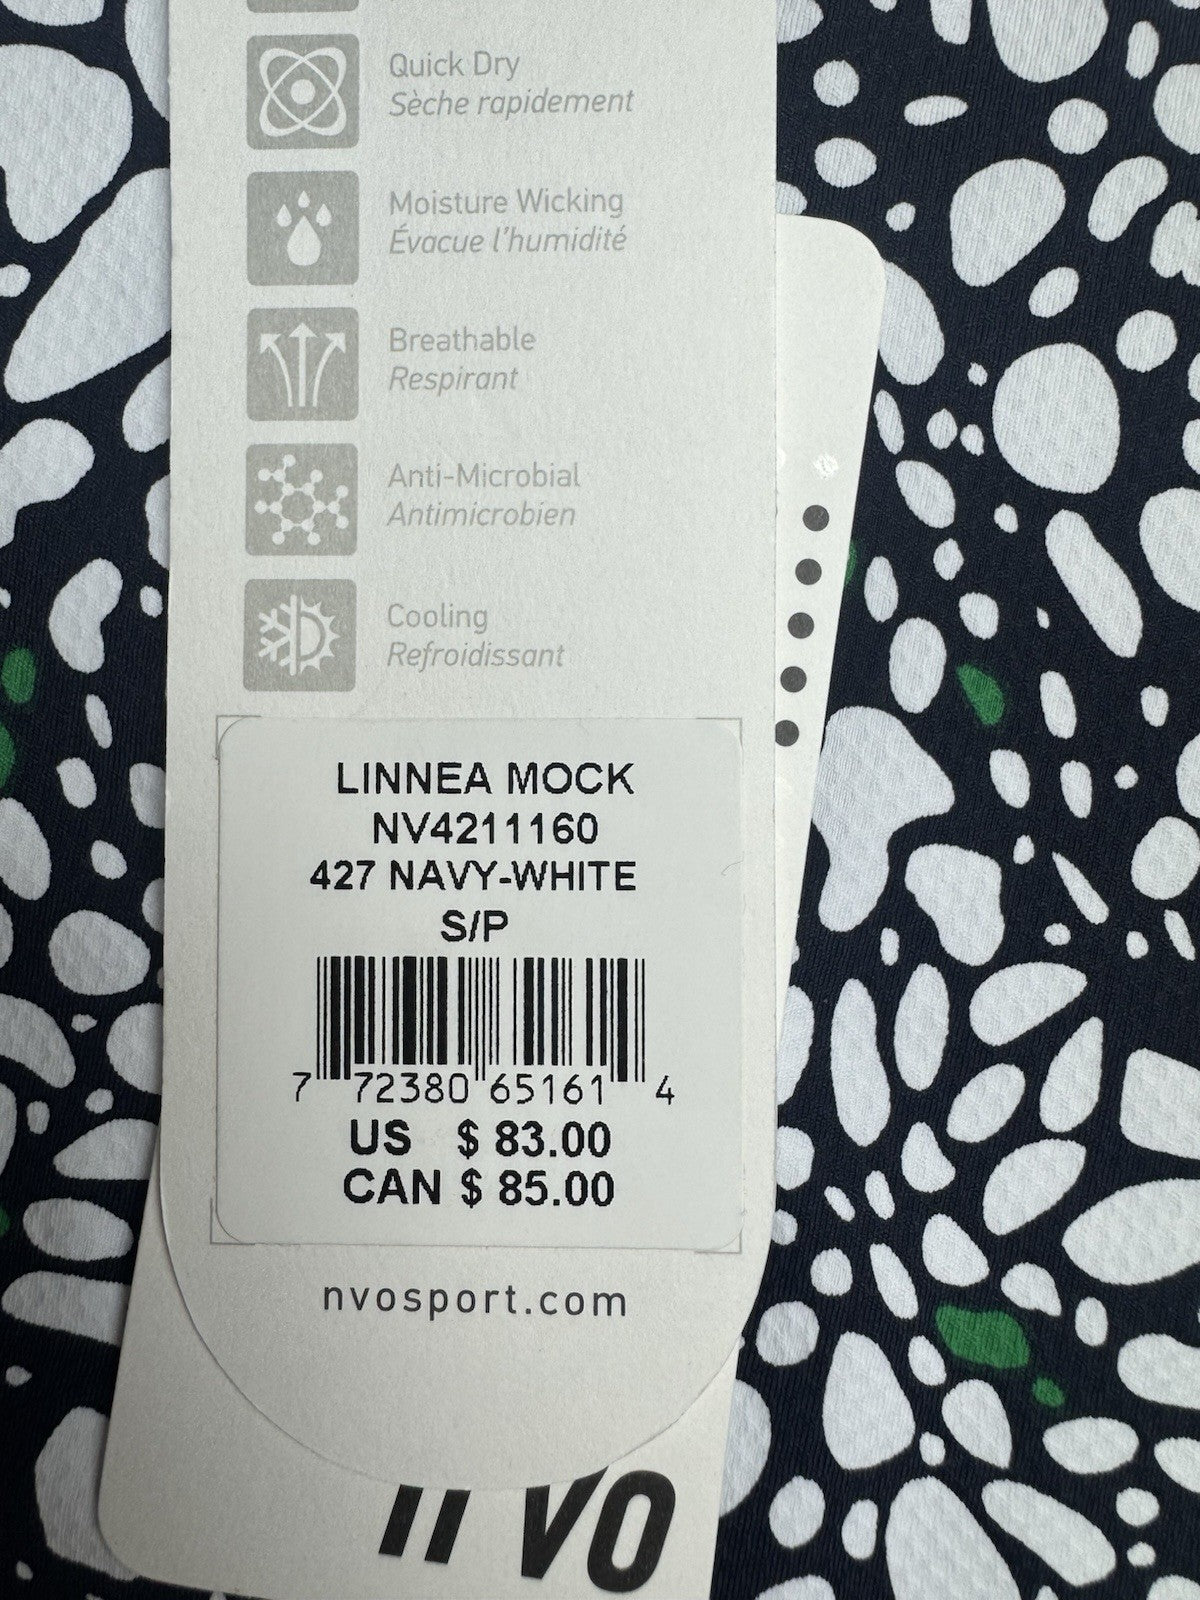 Quick Dry
Sèche rapidement
Moisture Wicking
Évacue l'humidité
Breathable
Respirant
Anti-Microbial
Antimicrobien
Cooling
Refroidissant
LINNEA MOCK
NV4211160
427 NAVY-WHITE
S/P
7 72380 65161 4
US $ 83.00
CAN $ 85.00
nvosport.com